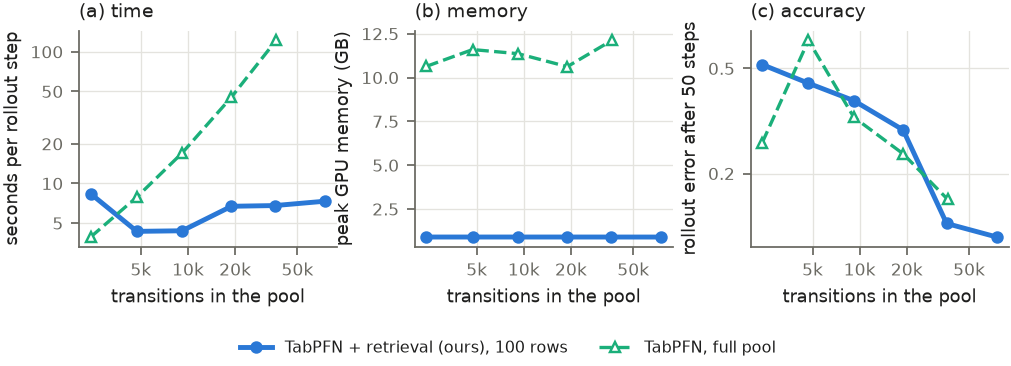 (a) time
seconds per rollout step
100
50
20
10
5
5k 10k 20k 50k
transitions in the pool
(b) memory
peak GPU memory (GB)
12.5
10.0
7.5
5.0
2.5
5k 10k 20k 50k
transitions in the pool
(c) accuracy
rollout error after 50 steps
0.5
0.2
5k 10k 20k 50k
transitions in the pool
TabPFN + retrieval (ours), 100 rows
TabPFN, full pool